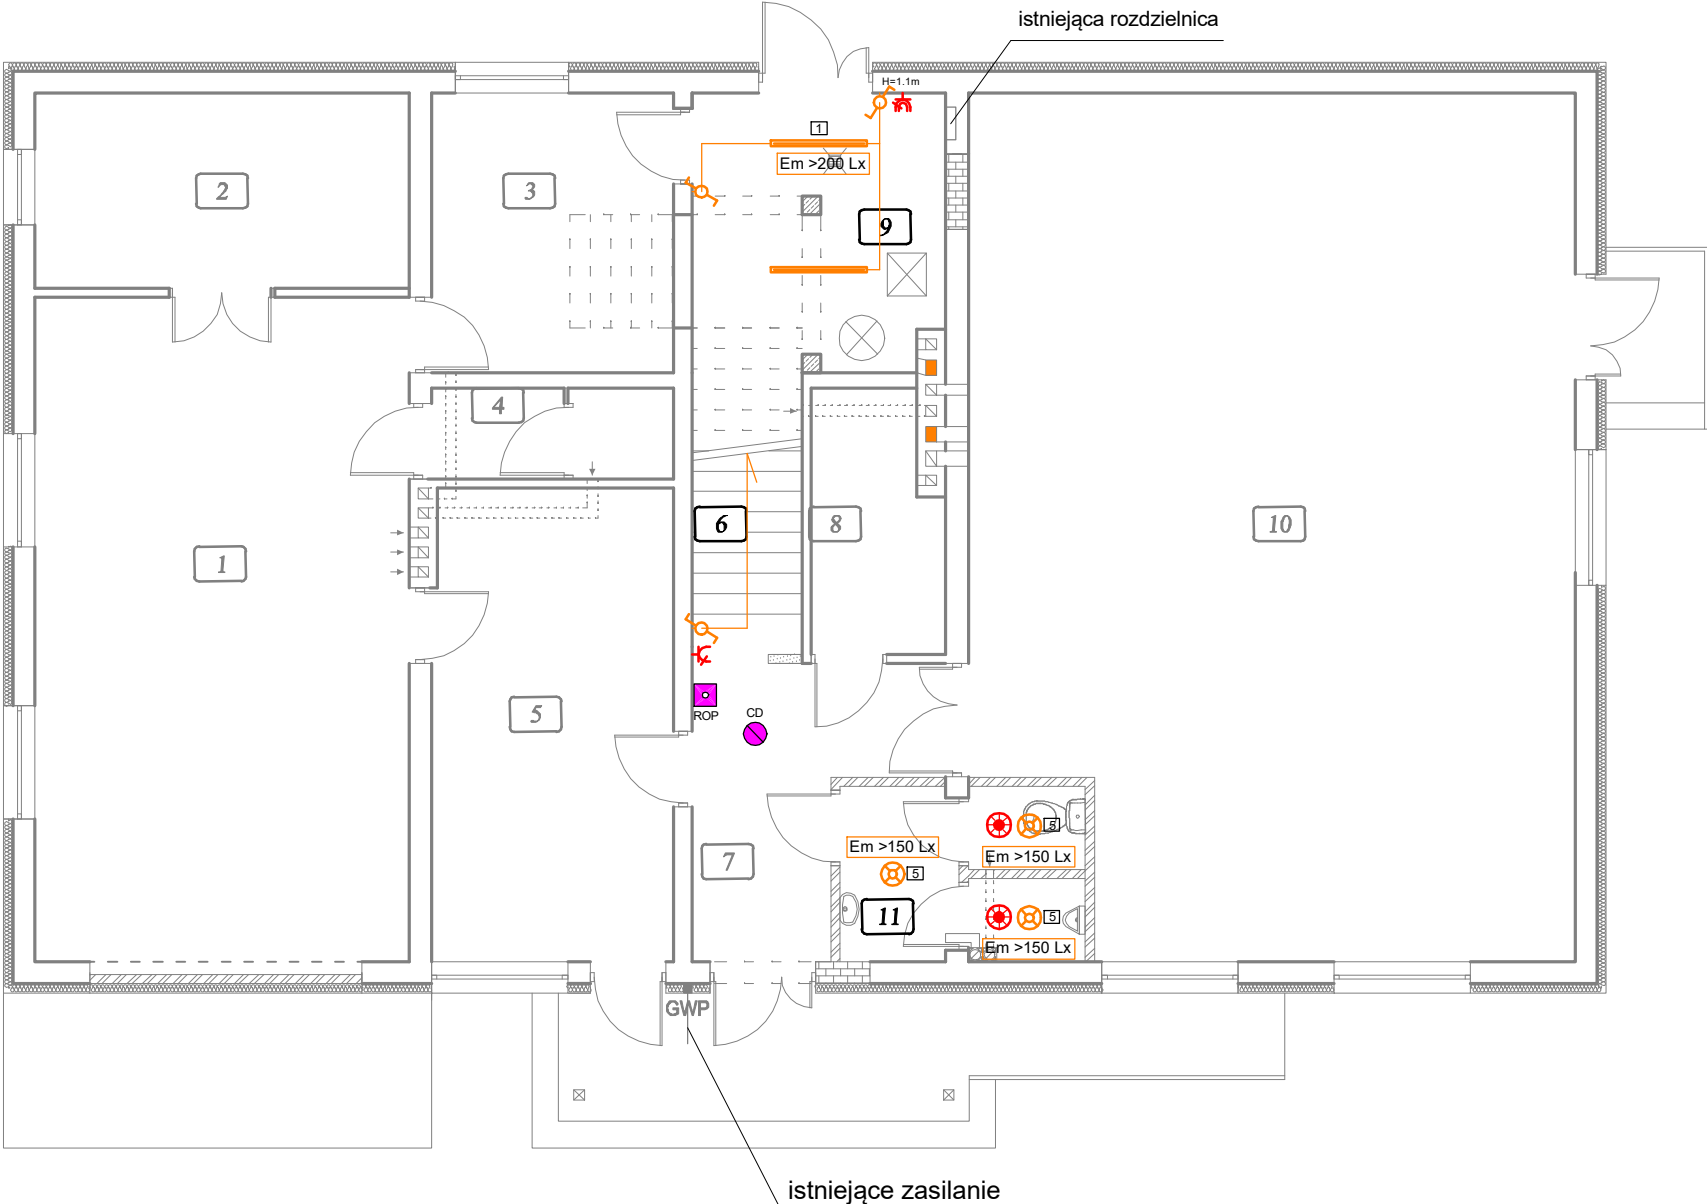 istniejąca rozdzielnica
H=1.1m
1
Em >200 Lx
2
3
9
4
6
8
10
1
5
ROP
CD
7
Em >150 Lx
5
5
Em >150 Lx
11
5
Em >150 Lx
GWP
istniejące zasilanie